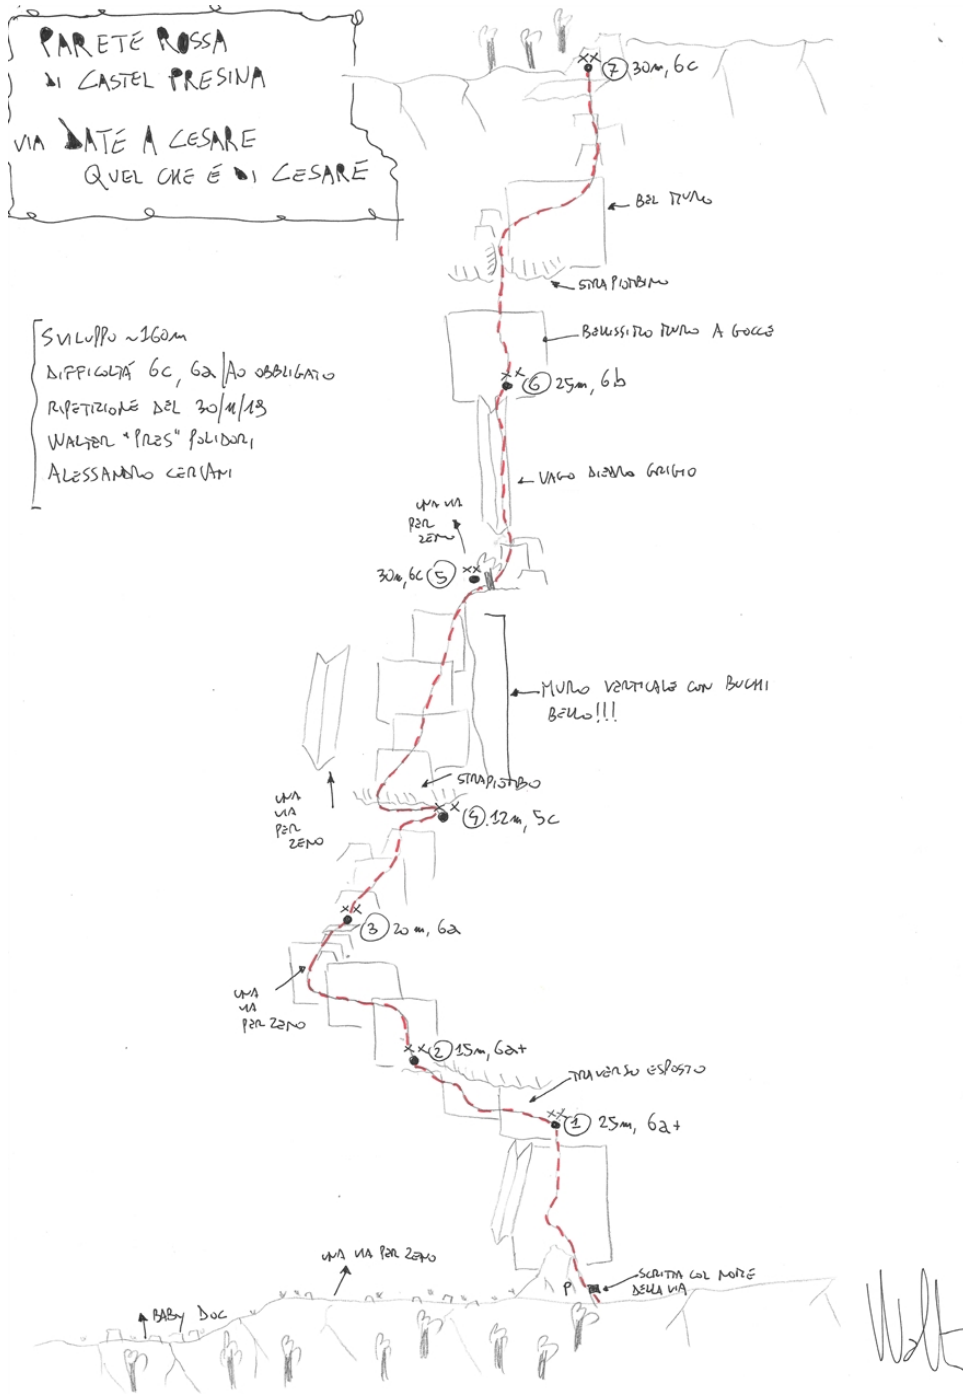 PARETE ROSSA
DI CASTEL PRESINA
VIA DATE A CESARE
QUEL CHE È DI CESARE
SVILUPPO ~160m
DIFFICOLTÀ 6c, 6a/A0 OBBLIGATO
RIPETIZIONE DEL 30/11/19
WALTER "PRES" POLIDORI
ALESSANDRO CERIANI
7 30m, 6c
BEL MURO
STRAPIOMBINO
BELLISSIMO MURO A GOCCE
6 25m, 6b
VAGO DIEDRO GRIGIO
UNA VIA
PER
ZENO
30m, 6c 5
MURO VERTICALE CON BUCHI
BELLO!!!
STRAPIOMBO
UNA
VIA
PER
ZENO
4 12m, 5c
3 20m, 6a
UNA
VIA
PER ZENO
2 15m, 6a+
TRAVERSO ESPOSTO
1 25m, 6a+
UNA VIA PER ZENO
SCRITTA COL NOME
DELLA VIA
P
BABY DOC
Walt